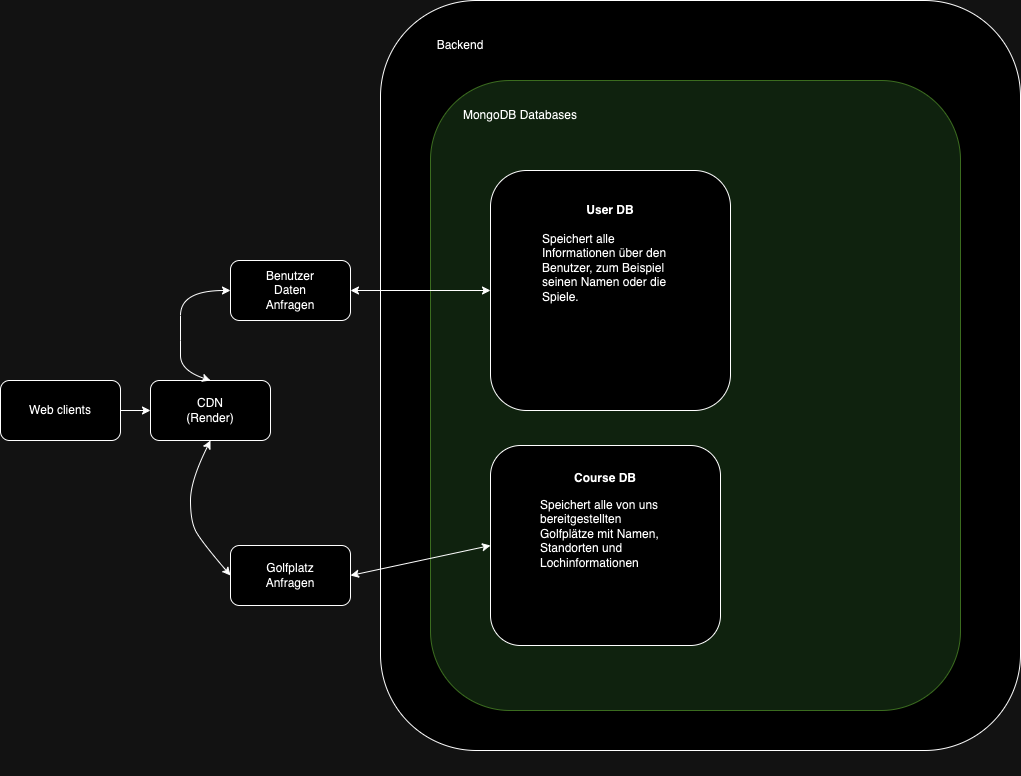 Backend
MongoDB Databases
User DB
Speichert alle
Informationen über den
Benutzer, zum Beispiel
seinen Namen oder die
Spiele.
Benutzer
Daten
Anfragen
Web clients
CDN
(Render)
Course DB
Speichert alle von uns
bereitgestellten
Golfplätze mit Namen,
Standorten und
Lochinformationen
Golfplatz
Anfragen